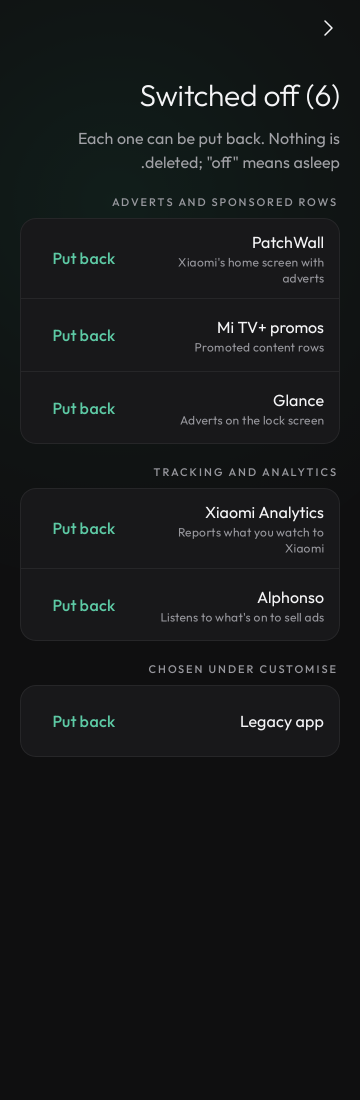 Switched off (6)
Each one can be put back. Nothing is
.deleted; "off" means asleep
ADVERTS AND SPONSORED ROWS
PatchWall
Xiaomi's home screen with
adverts
Put back
Mi TV+ promos
Promoted content rows
Put back
Glance
Adverts on the lock screen
Put back
TRACKING AND ANALYTICS
Xiaomi Analytics
Reports what you watch to
Xiaomi
Put back
Alphonso
Listens to what's on to sell ads
Put back
CHOSEN UNDER CUSTOMISE
Legacy app
Put back